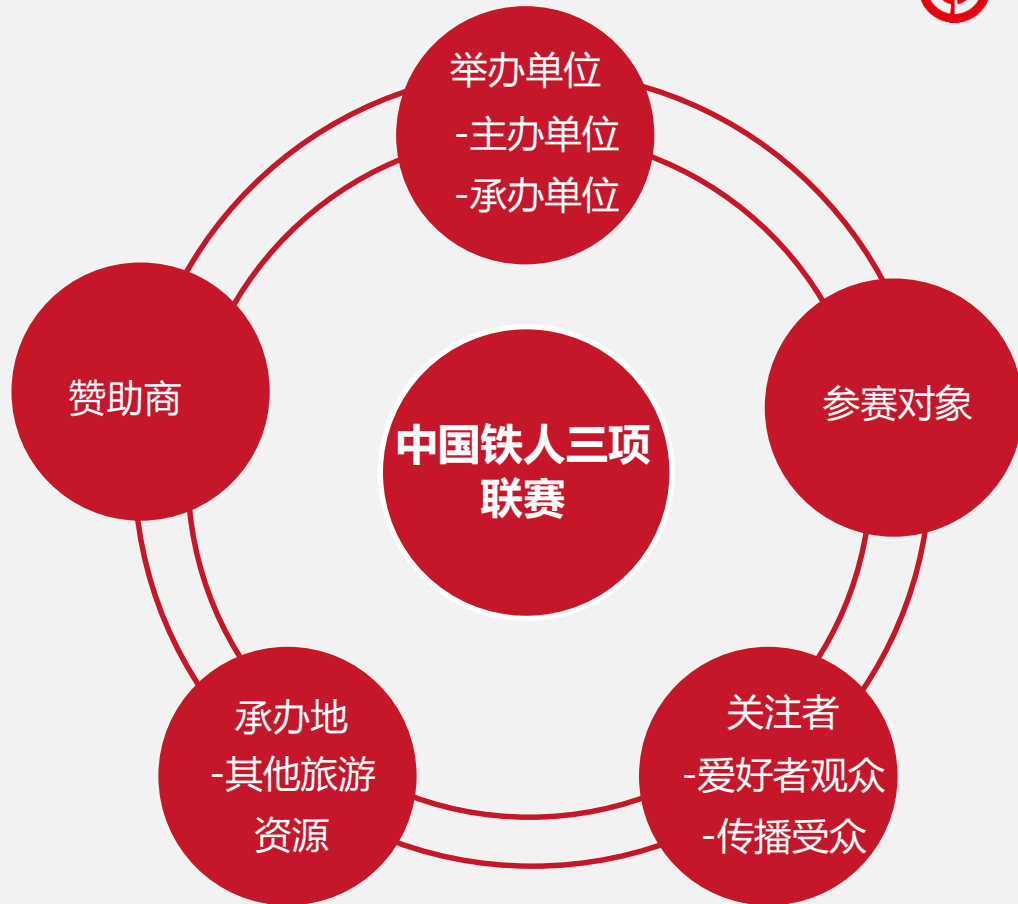 举办单位
-主办单位
-承办单位
赞助商
参赛对象
中国铁人三项
联赛
承办地
-其他旅游
资源
关注者
-爱好者观众
-传播受众